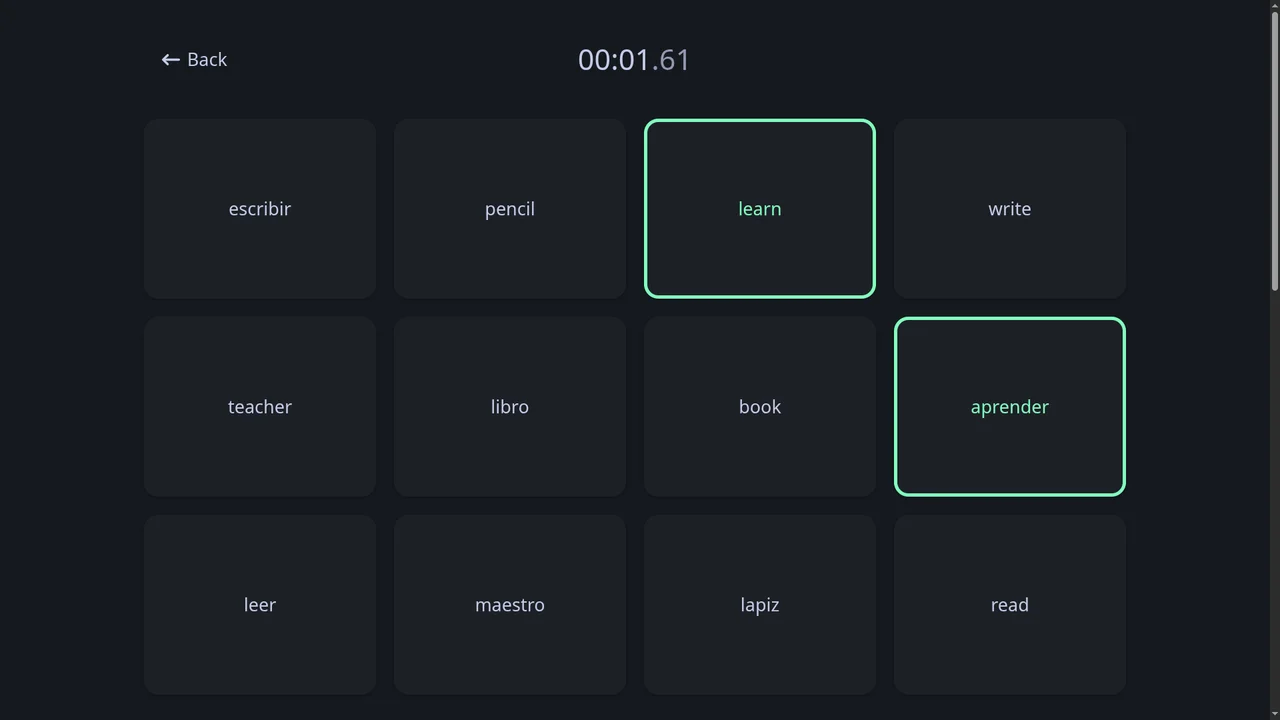 ← Back
00:01.61
escribir
pencil
learn
write
teacher
libro
book
aprender
leer
maestro
lapiz
read